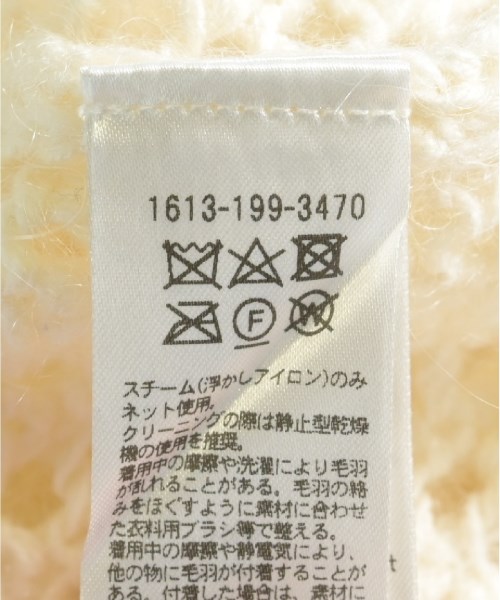 1613-199-3470
F
W
スチーム(浮かしアイロン)のみ
ネット使用。
クリーニングの際は静止型乾燥
機の使用を推奨。
着用中の摩擦や洗濯により毛羽
が乱れることがある。毛羽の絡
みをほぐすように素材に合わせ
た衣料用ブラシ等で整える。
着用中の摩擦や静電気により、
他の物に毛羽が付着することが
ある。付着した場合は、素材に
t